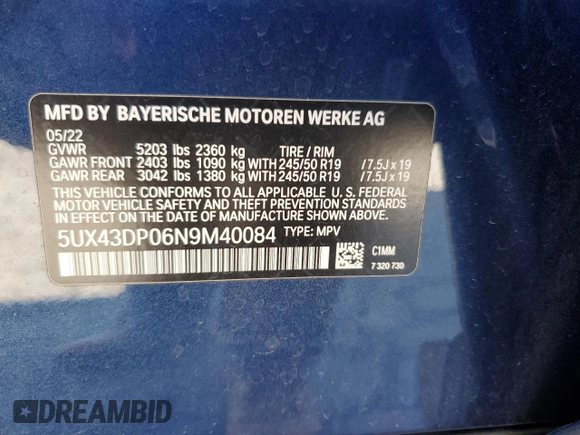 MFD BY BAYERISCHE MOTOREN WERKE AG
05/22
GVWR 5203 lbs 2360 kg TIRE / RIM
GAWR FRONT 2403 lbs 1090 kg WITH 245/50 R19 / 7.5J x 19
GAWR REAR 3042 lbs 1380 kg WITH 245/50 R19 / 7.5J x 19
THIS VEHICLE CONFORMS TO ALL APPLICABLE U. S. FEDERAL
MOTOR VEHICLE SAFETY AND THEFT PREVENTION STANDARDS
IN EFFECT ON THE DATE OF MANUFACTURE SHOWN ABOVE.
5UX43DP06N9M40084 TYPE: MPV
C1MM
7 320 730
DREAMBID